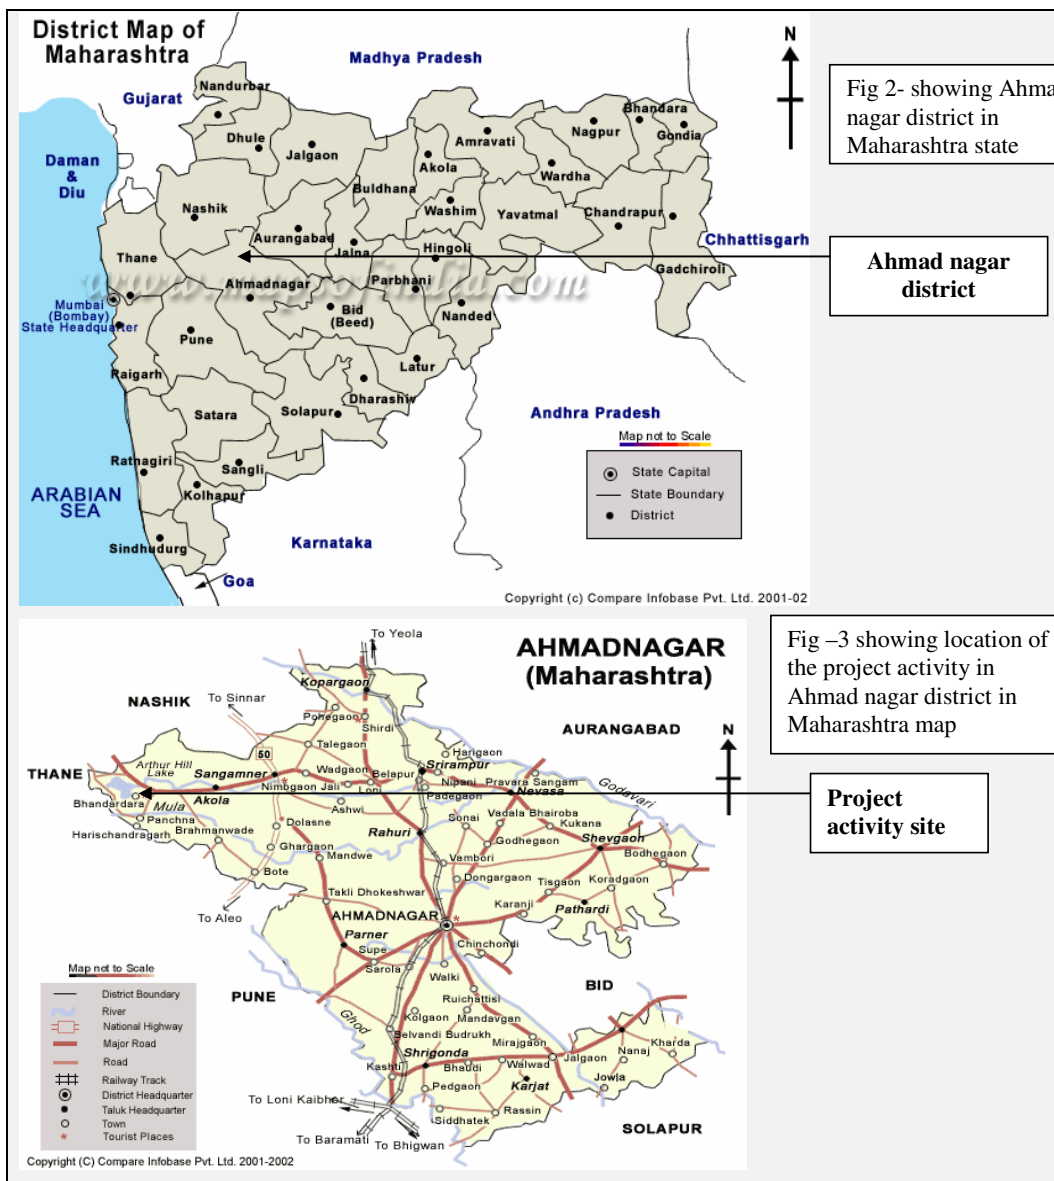 District Map of
Maharashtra
Madhya Pradesh
N
Gujarat
Nandurbar
Fig 2- showing Ahma
nagar district in
Maharashtra state
Bhandara
Nagpur
Gondia
Dhule
Jalgaon
Amravati
Daman
&
Diu
Akola
Wardha
Buldhana
Nashik
Washim
Yavatmal
Chandrapur
Aurangabad
Jalna
Hingoli
Chhattisgarh
Thane
Gadchiroli
Ahmad nagar
district
www.mapsofindia.com
Ahmadnagar
Parbhani
Mumbai
(Bombay)
State Headquarter
Bid
(Beed)
Nanded
Pune
Latur
Raigarh
Dharashiv
Satara
Solapur
Andhra Pradesh
Map not to Scale
Ratnagiri
Sangli
State Capital
ARABIAN
SEA
Kolhapur
State Boundary
District
Sindhudurg
Karnataka
Goa
Copyright (c) Compare Infobase Pvt. Ltd. 2001-02
To Yeola
AHMADNAGAR
(Maharashtra)
Fig –3 showing location of
the project activity in
Ahmad nagar district in
Maharashtra map
Kopargaon
NASHIK
To Sinnar
Pohegaon
Shirdi
AURANGABAD
N
Talegaon
50
Harigaon
Arthur Hill
Lake
THANE
Sangamner
Wadgaon
Belapur
Srirampur
Nimbgaon Jali
Loni
Nipani
Pravara Sangam
Padegaon
Nevasa
Godavari
Akola
Bhandardara
Mula
Ashwi
Project
activity site
Panchna
Harischandragarh
Brahmanwade
Dolasne
Rahuri
Sonai
Vadala Bhairoba
Kukana
Shevgaon
Ghargaon
Mandwe
Godhegaon
Vambori
Bodhegaon
Bote
Dongargaon
Tisgaon
Koradgaon
Takli Dhokeshwar
To Aleo
AHMADNAGAR
Karanji
Pathardi
Parner
Supe
Chinchondi
Sarola
Map not to Scale
Walki
BID
District Boundary
PUNE
Ruichattisi
River
Ghod
Kolgaon
Mandavgan
National Highway
Belvandi Budrukh
Mirajgaon
Kharda
Major Road
Nanaj
Shrigonda
Jalgaon
Road
Kashti
Bhaudi
Walwad
Jowla
Railway Track
Pedgaon
Karjat
District Headquarter
To Loni Kaibher
Taluk Headquarter
Rassin
Town
Siddhatek
SOLAPUR
Tourist Places
To Baramati
To Bhigwan
Copyright (C) Compare Infobase Pvt. Ltd. 2001-2002